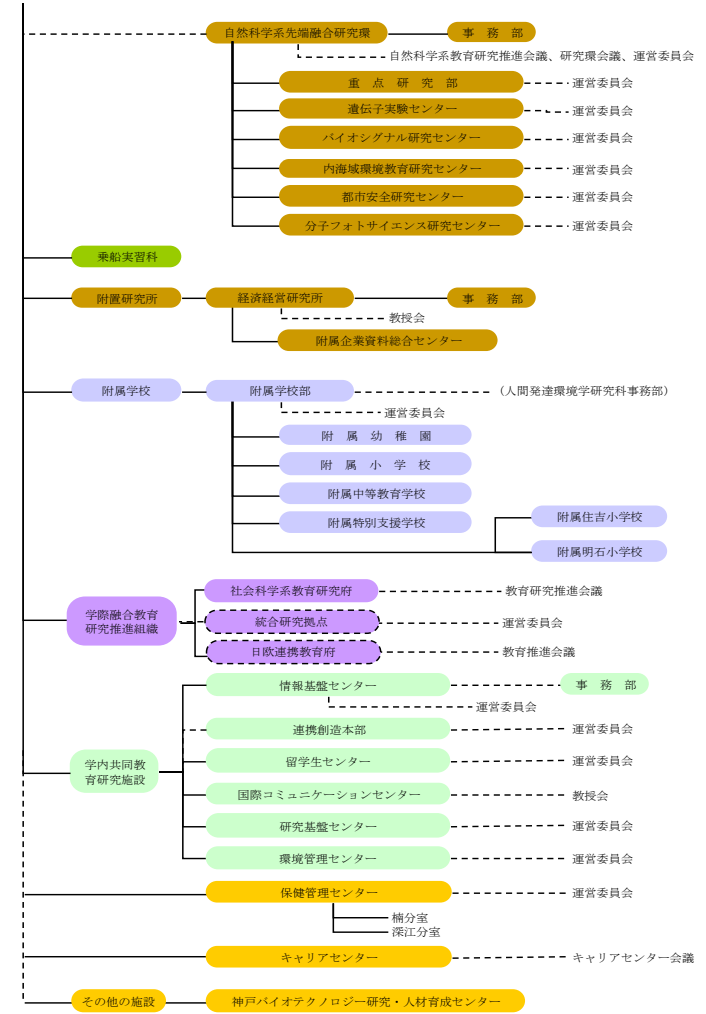 自然科学系先端融合研究環
事　務　部
自然科学系教育研究推進会議、研究環会議、運営委員会
重　点　研　究　部
運営委員会
遺伝子実験センター
運営委員会
バイオシグナル研究センター
運営委員会
内海域環境教育研究センター
運営委員会
都市安全研究センター
運営委員会
分子フォトサイエンス研究センター
運営委員会
乗船実習科
附置研究所
経済経営研究所
事　務　部
教授会
附属企業資料総合センター
附属学校
附属学校部
（人間発達環境学研究科事務部）
運営委員会
附　属　幼　稚　園
附　属　小　学　校
附属中等教育学校
附属特別支援学校
附属住吉小学校
附属明石小学校
学際融合教育
研究推進組織
社会科学系教育研究府
教育研究推進会議
統合研究拠点
運営委員会
日欧連携教育府
教育推進会議
情報基盤センター
事　務　部
運営委員会
連携創造本部
運営委員会
学内共同教
育研究施設
留学生センター
運営委員会
国際コミュニケーションセンター
教授会
研究基盤センター
運営委員会
環境管理センター
運営委員会
保健管理センター
運営委員会
楠分室
深江分室
キャリアセンター
キャリアセンター会議
その他の施設
神戸バイオテクノロジー研究・人材育成センター